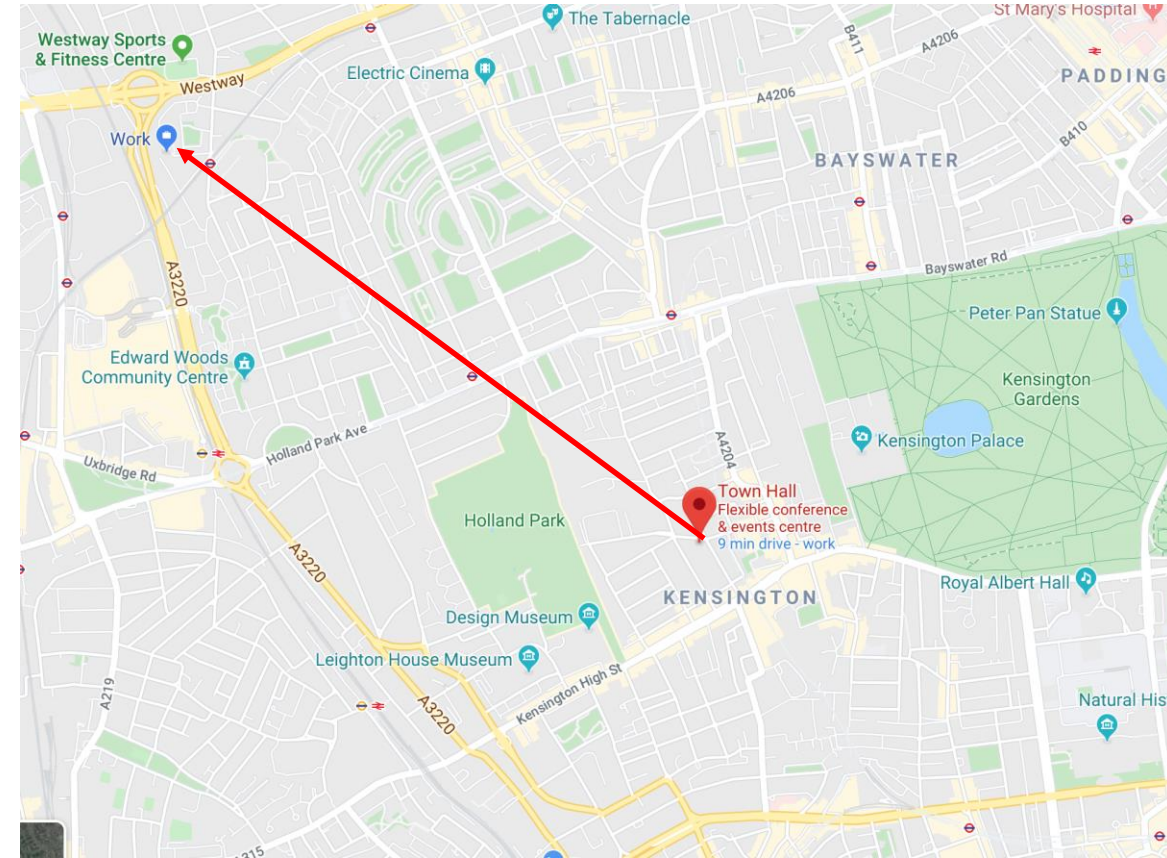 St Mary's Hospital
The Tabernacle
Westway Sports
& Fitness Centre
Westway
Electric Cinema
B411
A4206
PADDING
A4206
B410
Work
BAYSWATER
A3220
Bayswater Rd
Peter Pan Statue
Edward Woods
Community Centre
Kensington
Gardens
Holland Park Ave
A4204
Kensington Palace
Uxbridge Rd
Town Hall
Flexible conference
& events centre
9 min drive - work
Holland Park
A3220
Royal Albert Hall
KENSINGTON
Design Museum
Leighton House Museum
Kensington High St
A219
A3220
Natural His
A315